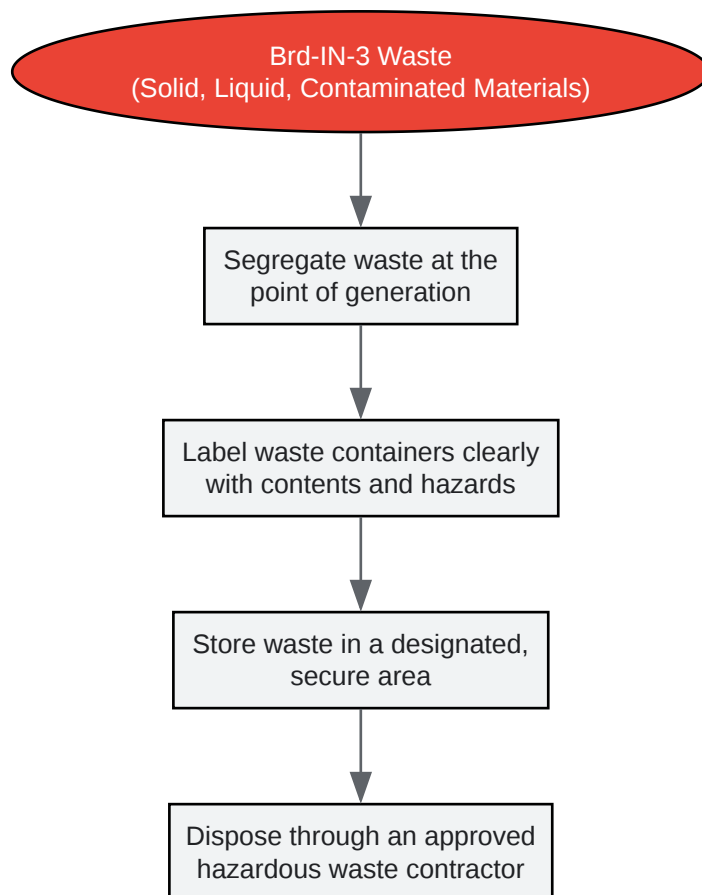 Brd-IN-3 Waste
(Solid, Liquid, Contaminated Materials)
Segregate waste at the
point of generation
Label waste containers clearly
with contents and hazards
Store waste in a designated,
secure area
Dispose through an approved
hazardous waste contractor